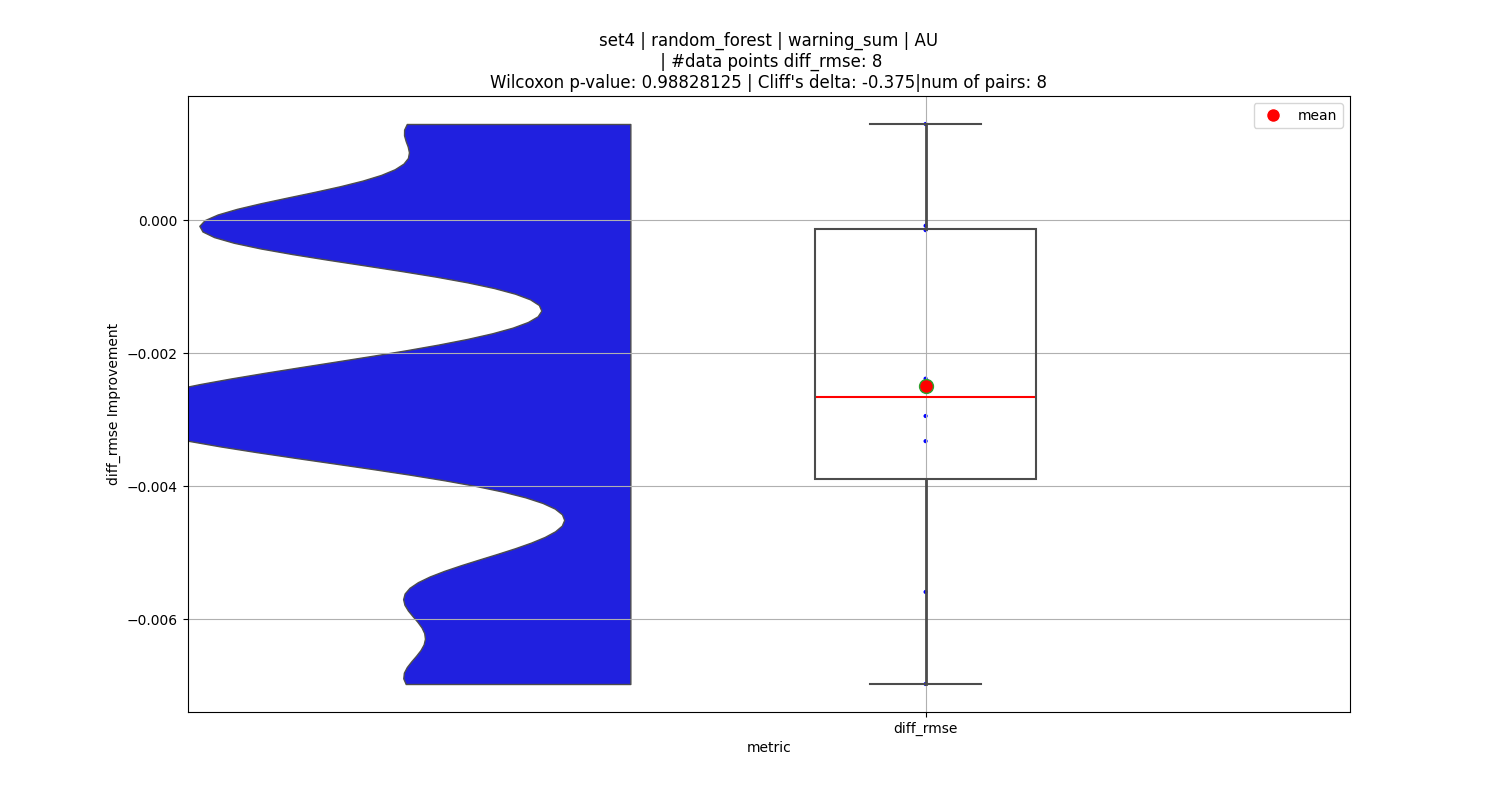 set4 | random_forest | warning_sum | AU
| #data points diff_rmse: 8
Wilcoxon p-value: 0.98828125 | Cliff's delta: -0.375|num of pairs: 8
mean
0.000
−0.002
−0.004
−0.006
diff_rmse Improvement
diff_rmse
metric